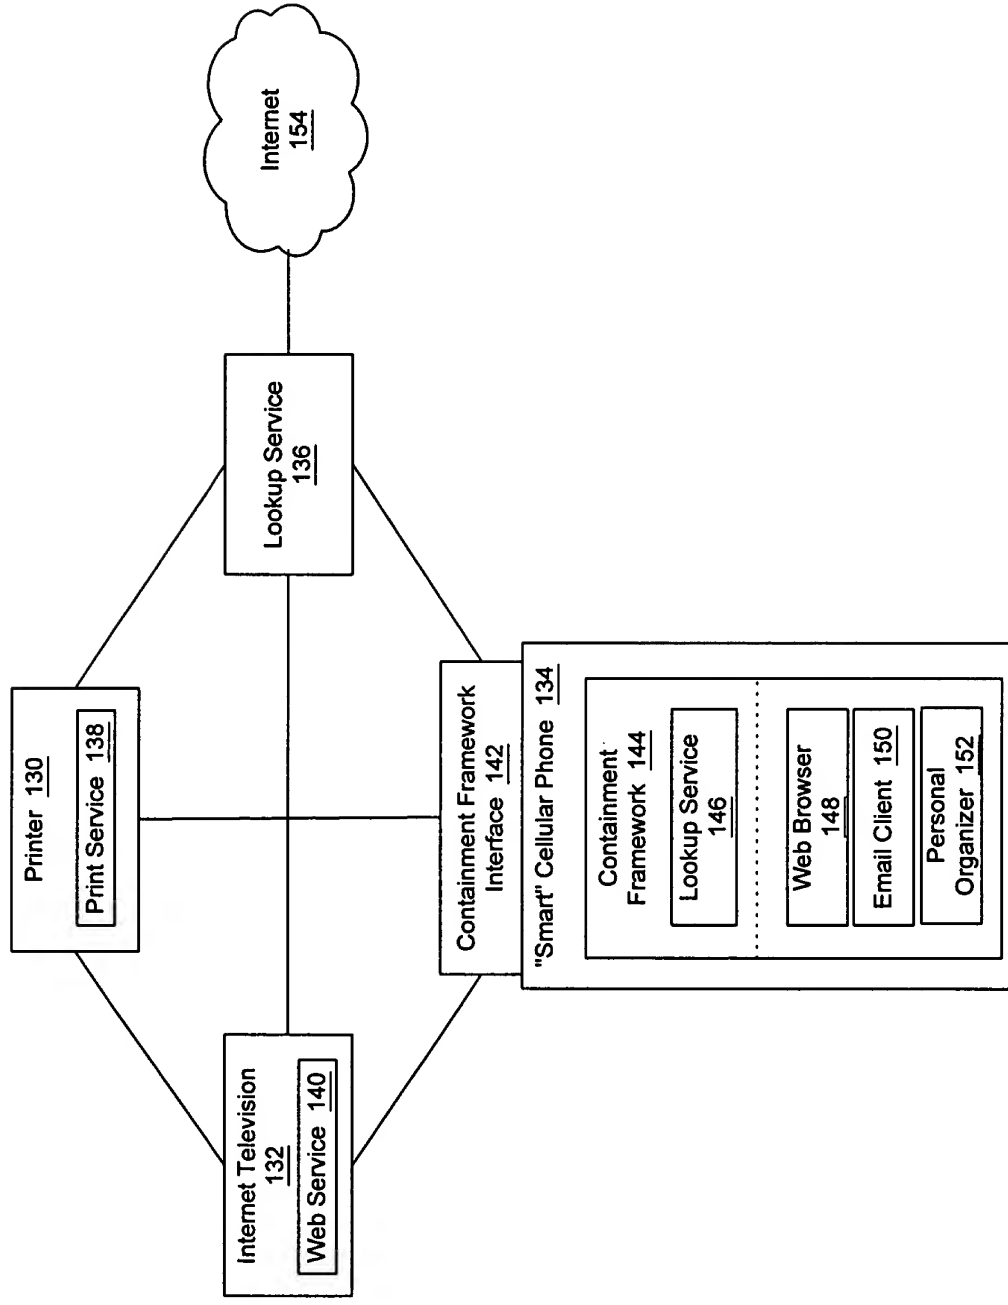 Printer 130
Print Service 138
Internet Television
132
Web Service 140
Lookup Service
136
Internet
154
Containment Framework
Interface 142
"Smart" Cellular Phone 134
Containment
Framework 144
Lookup Service
146
Web Browser
148
Email Client 150
Personal
Organizer 152